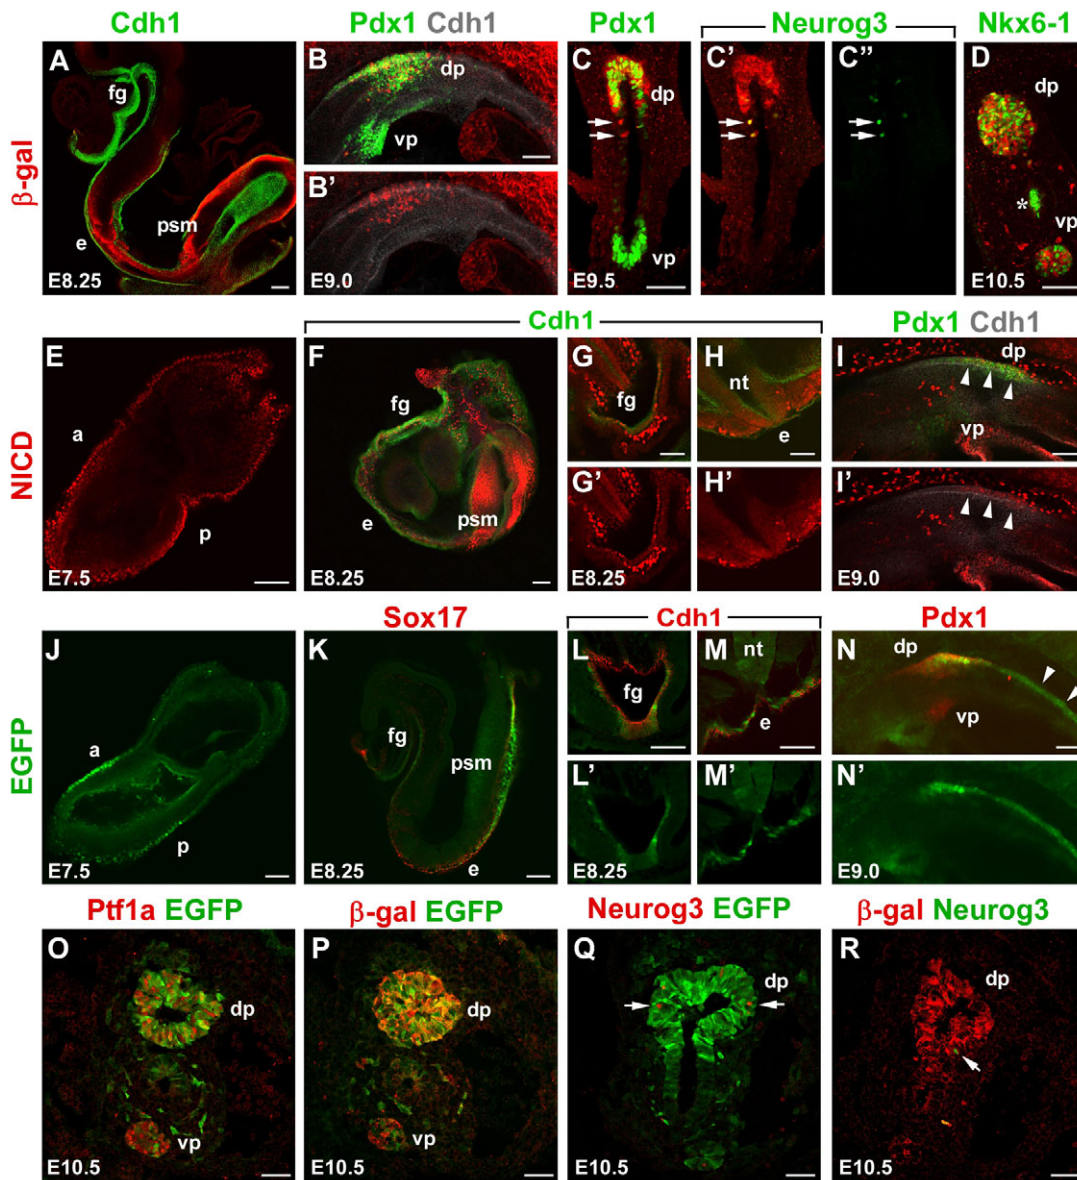 Cdh1 Pdx1 Cdh1 Pdx1 Neurog3 Nkx6-1
β-gal
A fg psm e E8.25
B dp vp
B' E9.0
C dp vp E9.5
C'
C''
D dp * vp E10.5
Cdh1 Pdx1 Cdh1
NICD
E a p E7.5
F fg e psm E8.25
G fg
H nt e
I dp vp
G' E8.25
H'
I' E9.0
Sox17 Cdh1 Pdx1
EGFP
J a p E7.5
K fg psm e E8.25
L fg
M nt e
N dp vp
L' E8.25
M'
N' E9.0
Ptf1a EGFP β-gal EGFP Neurog3 EGFP β-gal Neurog3
O dp vp E10.5
P dp vp E10.5
Q dp E10.5
R dp E10.5